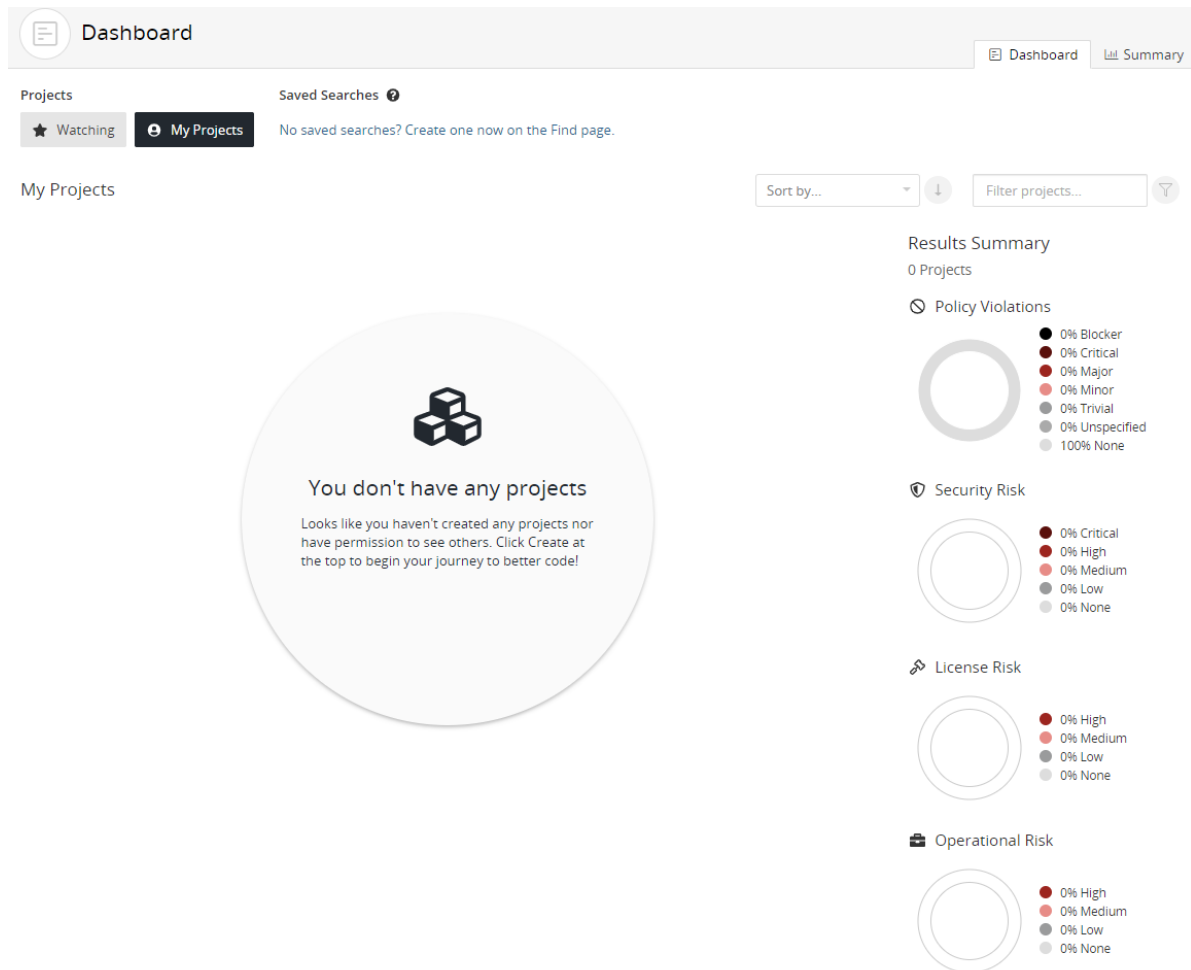 Dashboard
Dashboard
Summary
Projects
Saved Searches
Watching
My Projects
No saved searches? Create one now on the Find page.
My Projects
Sort by...
Filter projects...
You don't have any projects
Looks like you haven't created any projects nor
have permission to see others. Click Create at
the top to begin your journey to better code!
Results Summary
0 Projects
Policy Violations
0% Blocker
0% Critical
0% Major
0% Minor
0% Trivial
0% Unspecified
100% None
Security Risk
0% Critical
0% High
0% Medium
0% Low
0% None
License Risk
0% High
0% Medium
0% Low
0% None
Operational Risk
0% High
0% Medium
0% Low
0% None